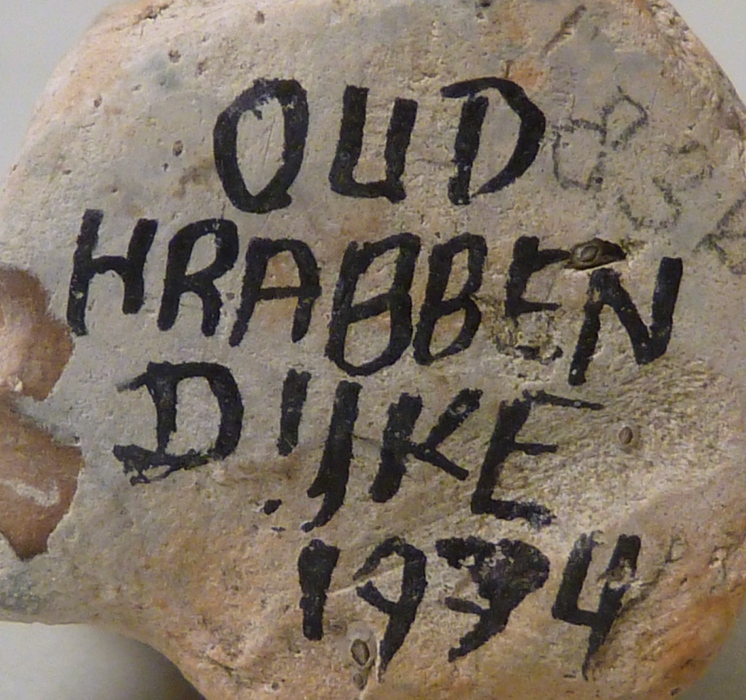 OUD
HRABBEN
DIJKE
1934